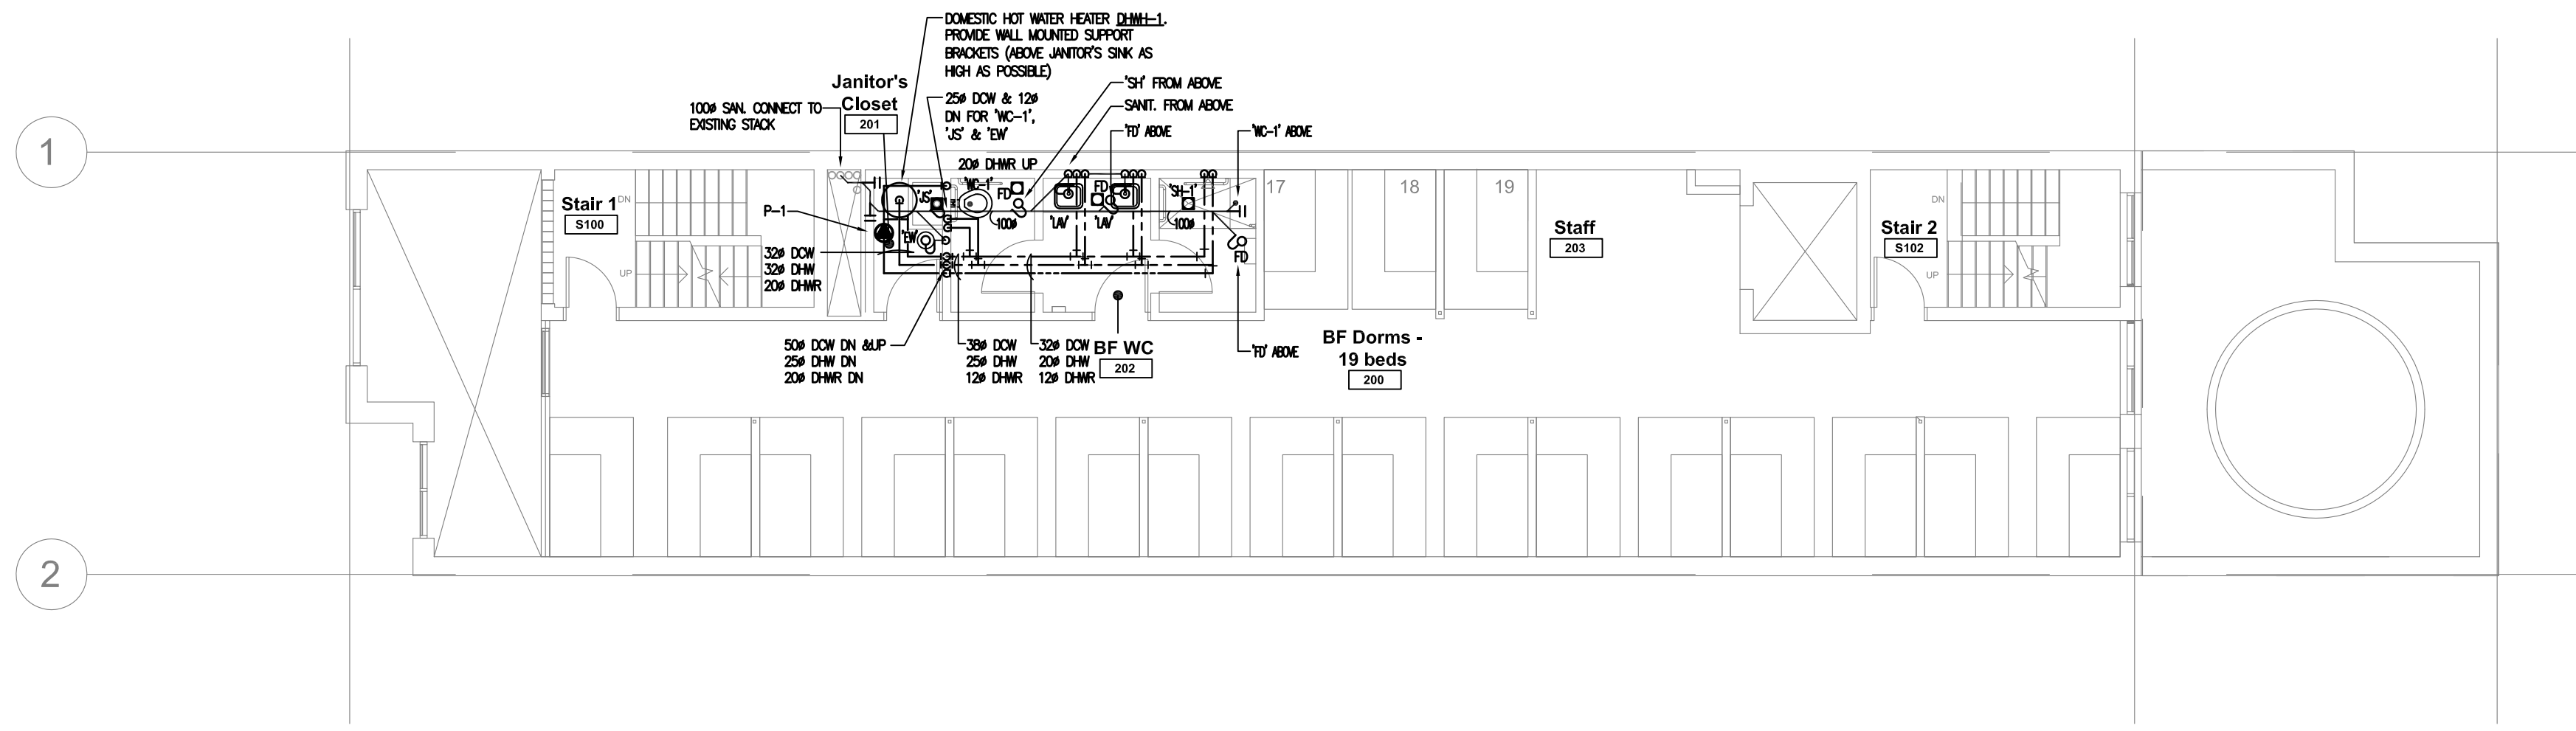 DOMESTIC HOT WATER HEATER DHWH-1.
PROVIDE WALL MOUNTED SUPPORT
BRACKETS (ABOVE JANITOR'S SINK AS
HIGH AS POSSIBLE)
Janitor's
Closet
201
100ø SAN. CONNECT TO
EXISTING STACK
25ø DCW & 12ø
DN FOR 'WC-1',
'JS' & 'EW'
'SH' FROM ABOVE
SANIT. FROM ABOVE
'FD' ABOVE
'WC-1' ABOVE
20ø DHWR UP
1
Stair 1
S100
DN
UP
P-1
'JS'
'WC-1'
FD
100ø
'EW'
'LAV'
FD
'LAV'
'SH-1'
100ø
FD
17
18
19
Staff
203
Stair 2
S102
DN
UP
32ø DCW
32ø DHW
20ø DHWR
50ø DCW DN &UP
25ø DHW DN
20ø DHWR DN
38ø DCW
25ø DHW
12ø DHWR
32ø DCW
20ø DHW
12ø DHWR
BF WC
202
'FD' ABOVE
BF Dorms -
19 beds
200
2